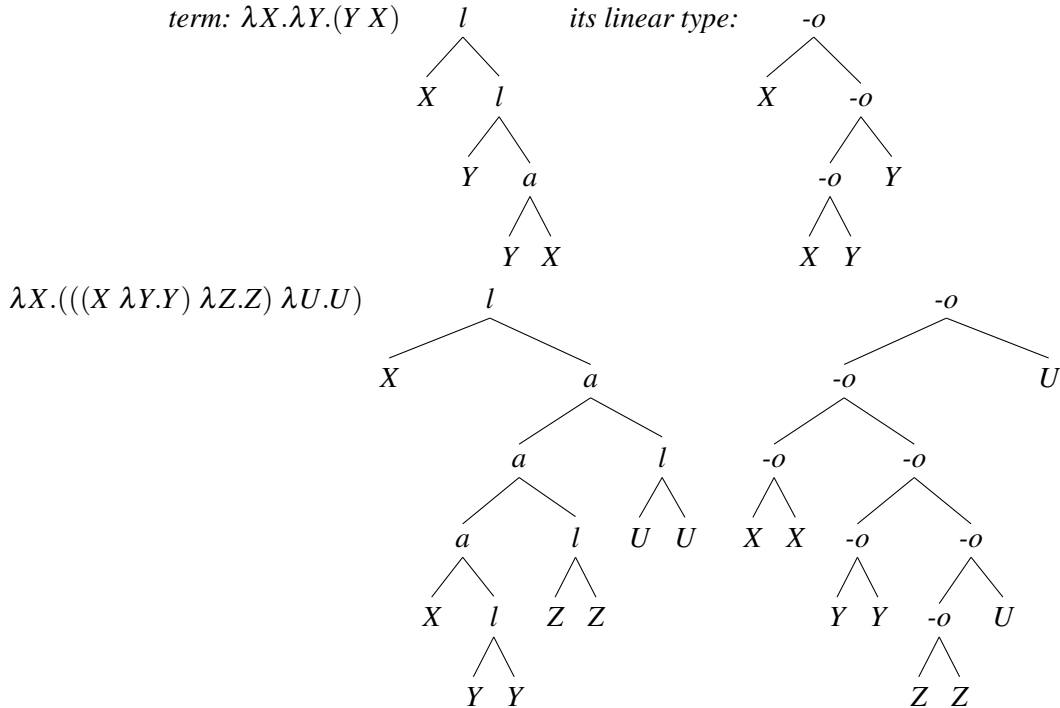 term: λX.λY.(Y X) l its linear type: -o
X l X -o
Y a -o Y
Y X X Y
λX.(((X λY.Y) λZ.Z) λU.U) l -o
X a -o U
a l -o -o
a l U U X X -o -o
X l Z Z Y Y -o U
Y Y Z Z